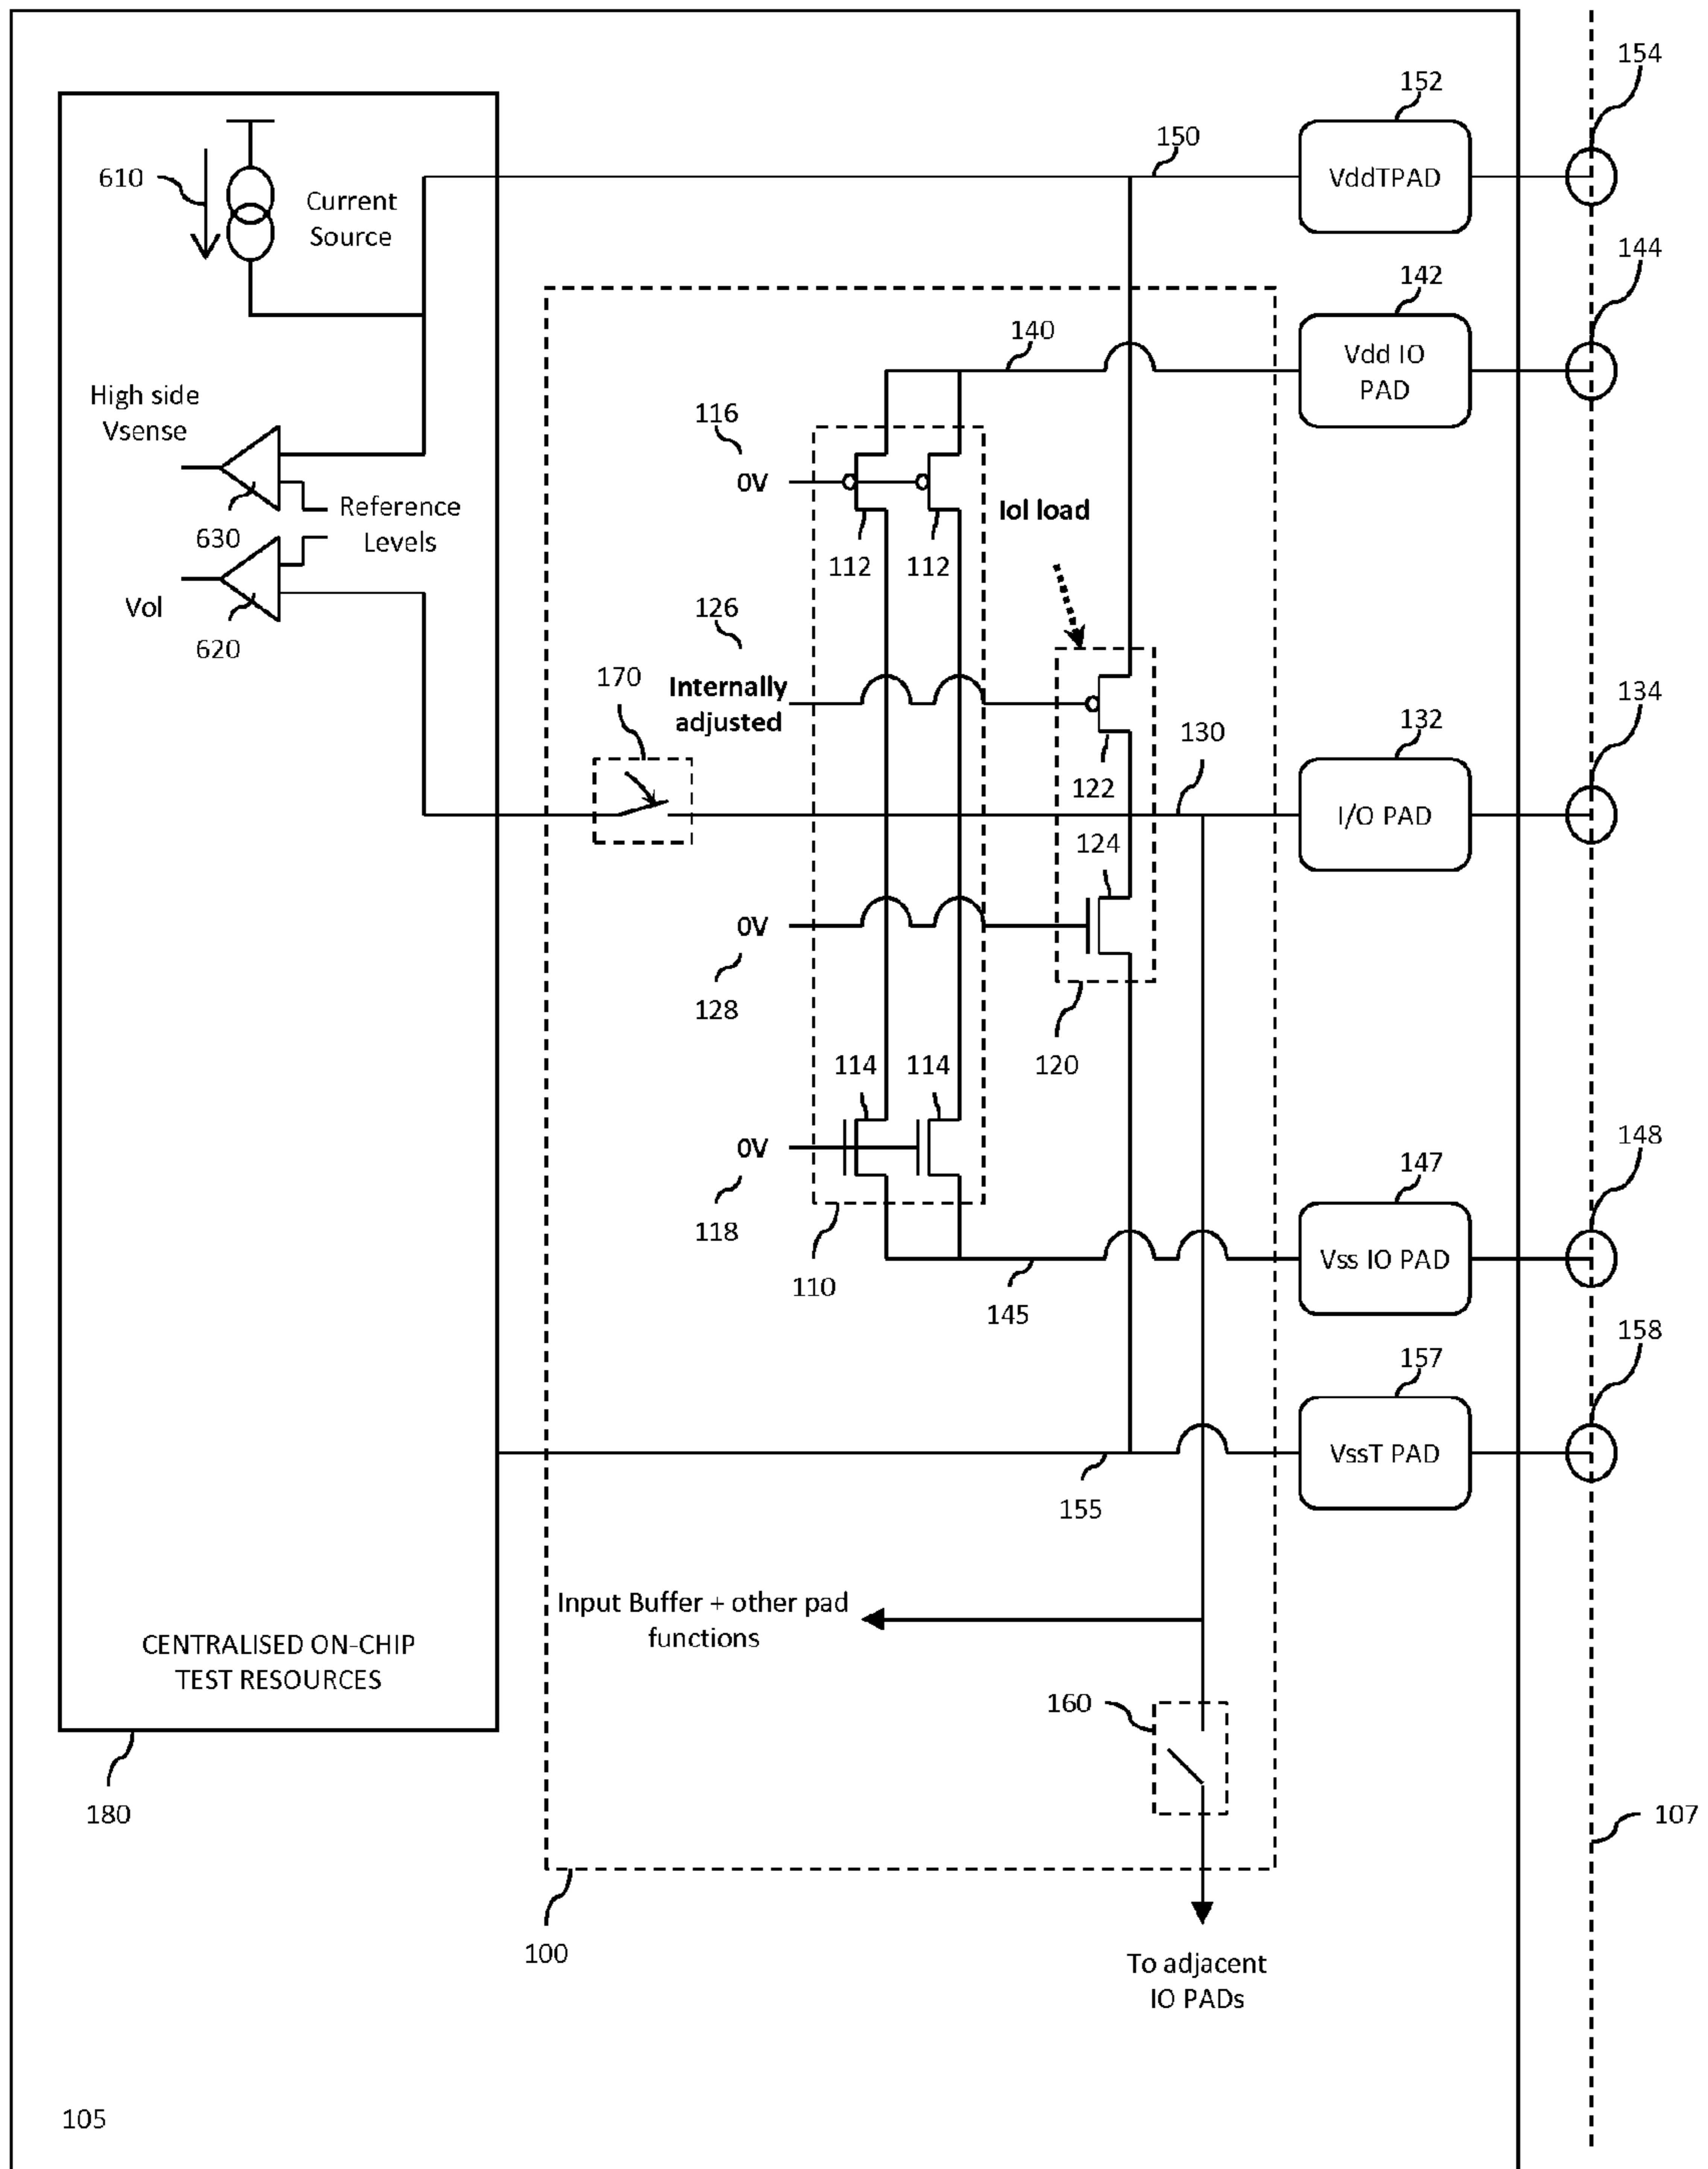 154
152
150
VddTPAD
610
Current
Source
144
142
140
Vdd IO
PAD
High side
Vsense
116
0V
Reference
Levels
630
Iol load
112
112
Vol
620
126
170
Internally
adjusted
134
132
130
122
I/O PAD
124
0V
128
120
114
114
0V
118
110
148
147
Vss IO PAD
145
158
157
VssT PAD
155
Input Buffer + other pad
functions
CENTRALISED ON-CHIP
TEST RESOURCES
160
180
107
100
To adjacent
IO PADs
105